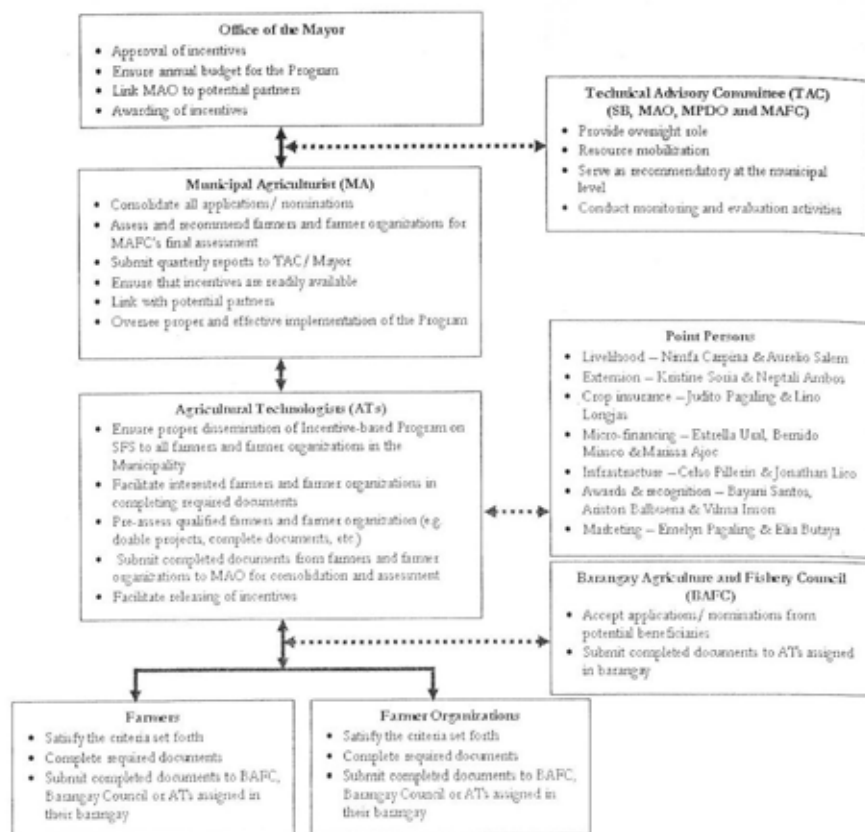 Office of the Mayor
• Approval of incentives
• Ensure annual budget for the Program
• Link MAO to potential partners
• Awarding of incentives
Technical Advisory Committee (TAC)
(SB, MAO, MPDO and MAFC)
• Provide oversight role
• Resource mobilization
• Serve as recommendatory at the municipal
level
• Conduct monitoring and evaluation activities
Municipal Agriculturist (MA)
• Consolidate all applications/ nominations
• Assess and recommend farmers and farmer organizations for
MAFC's final assessment
• Submit quarterly reports to TAC/ Mayor
• Ensure that incentives are readily available
• Link with potential partners
• Oversee proper and effective implementation of the Program
Point Persons
• Livelihood – Nimfa Carpina & Aurelio Salem
• Extension – Kristine Soria & Neptali Ambos
• Crop insurance – Judito Pagaling & Lino
Longjas
• Micro-financing – Estrella Ural, Bernido
& Marissa Ajoc
• Infrastructure – Celso Pillerin & Jonathan Lico
• Awards & recognition – Bayani Santos,
Ariston Balbuena & Vilma Inson
• Marketing – Emelyn Pagaling & Elia Butaya
Agricultural Technologists (ATs)
• Ensure proper dissemination of Incentive-based Program on
SFS to all farmers and farmer organizations in the
Municipality
• Facilitate interested farmers and farmer organizations in
completing required documents
• Pre-assess qualified farmers and farmer organization (e.g.
doable projects, complete documents, etc.)
• Submit completed documents from farmers and farmer
organizations to MAO for consolidation and assessment
• Facilitate releasing of incentives
Barangay Agriculture and Fishery Council
(BAFC)
• Accept applications/ nominations from
potential beneficiaries
• Submit completed documents to ATs assigned
in barangay
Farmers
• Satisfy the criteria set forth
• Complete required documents
• Submit completed documents to BAFC,
Barangay Council or ATs assigned in
their barangay
Farmer Organizations
• Satisfy the criteria set forth
• Complete required documents
• Submit completed documents to BAFC,
Barangay Council or ATs assigned in
their barangay